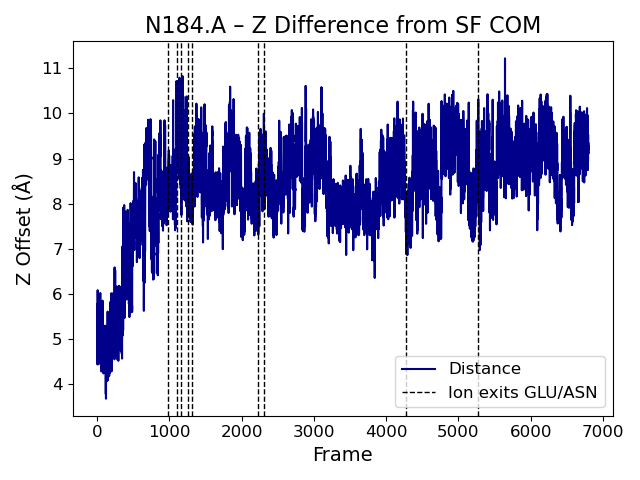 N184.A – Z Difference from SF COM
Z Offset (Å)
11
10
9
8
7
6
5
4
Distance
Ion exits GLU/ASN
0 1000 2000 3000 4000 5000 6000 7000
Frame